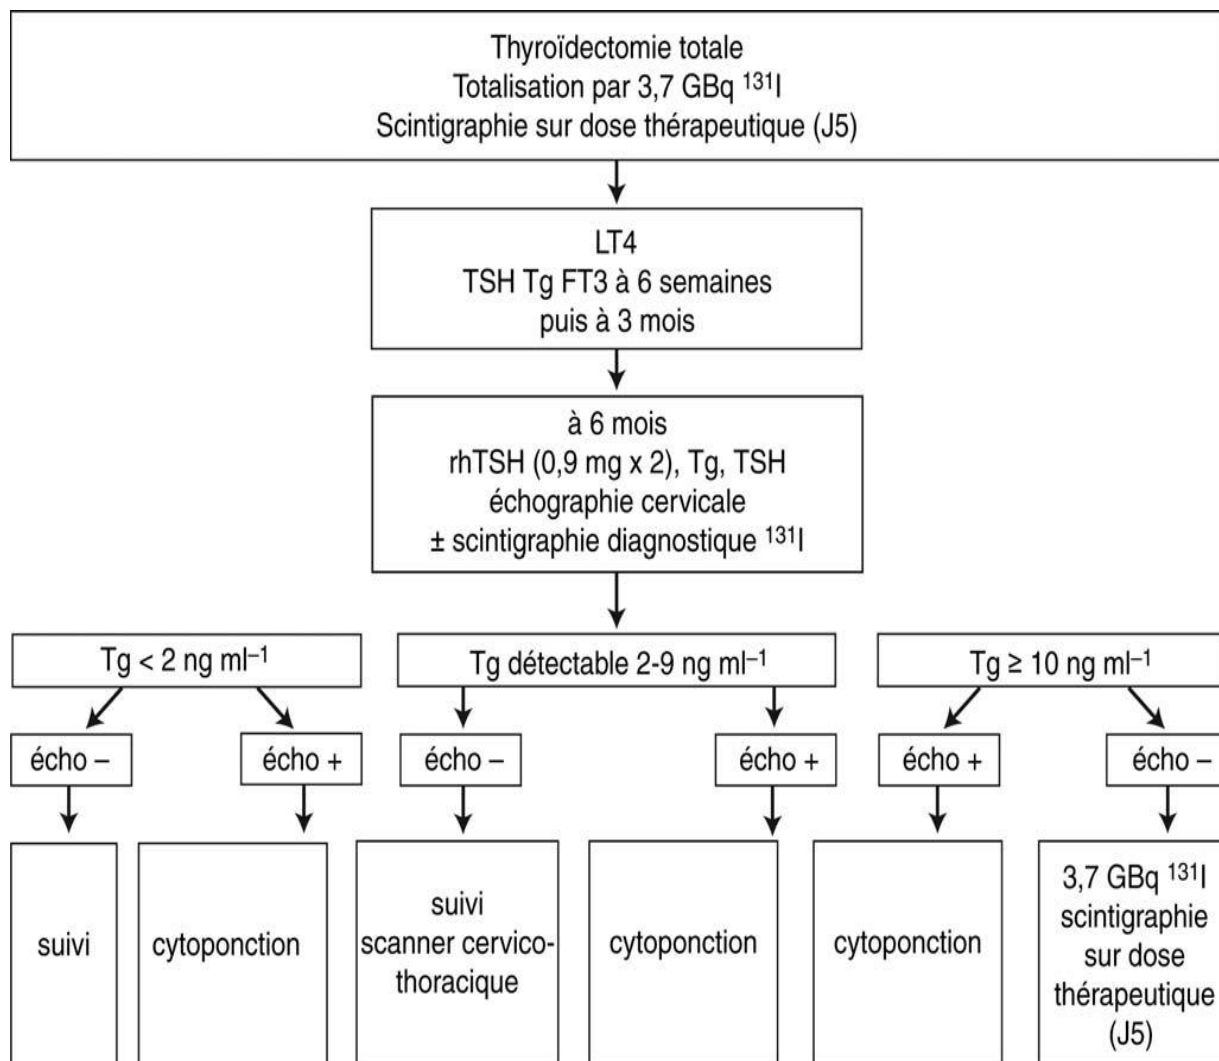 Thyroïdectomie totale
Totalisation par 3,7 GBq ¹³¹I
Scintigraphie sur dose thérapeutique (J5)
LT4
TSH Tg FT3 à 6 semaines
puis à 3 mois
à 6 mois
rhTSH (0,9 mg x 2), Tg, TSH
échographie cervicale
± scintigraphie diagnostique ¹³¹I
Tg < 2 ng ml⁻¹
Tg détectable 2-9 ng ml⁻¹
Tg ≥ 10 ng ml⁻¹
écho –
écho +
écho –
écho +
écho +
écho –
suivi
cytoponction
suivi
scanner cervico-
thoracique
cytoponction
cytoponction
3,7 GBq ¹³¹I
scintigraphie
sur dose
thérapeutique
(J5)